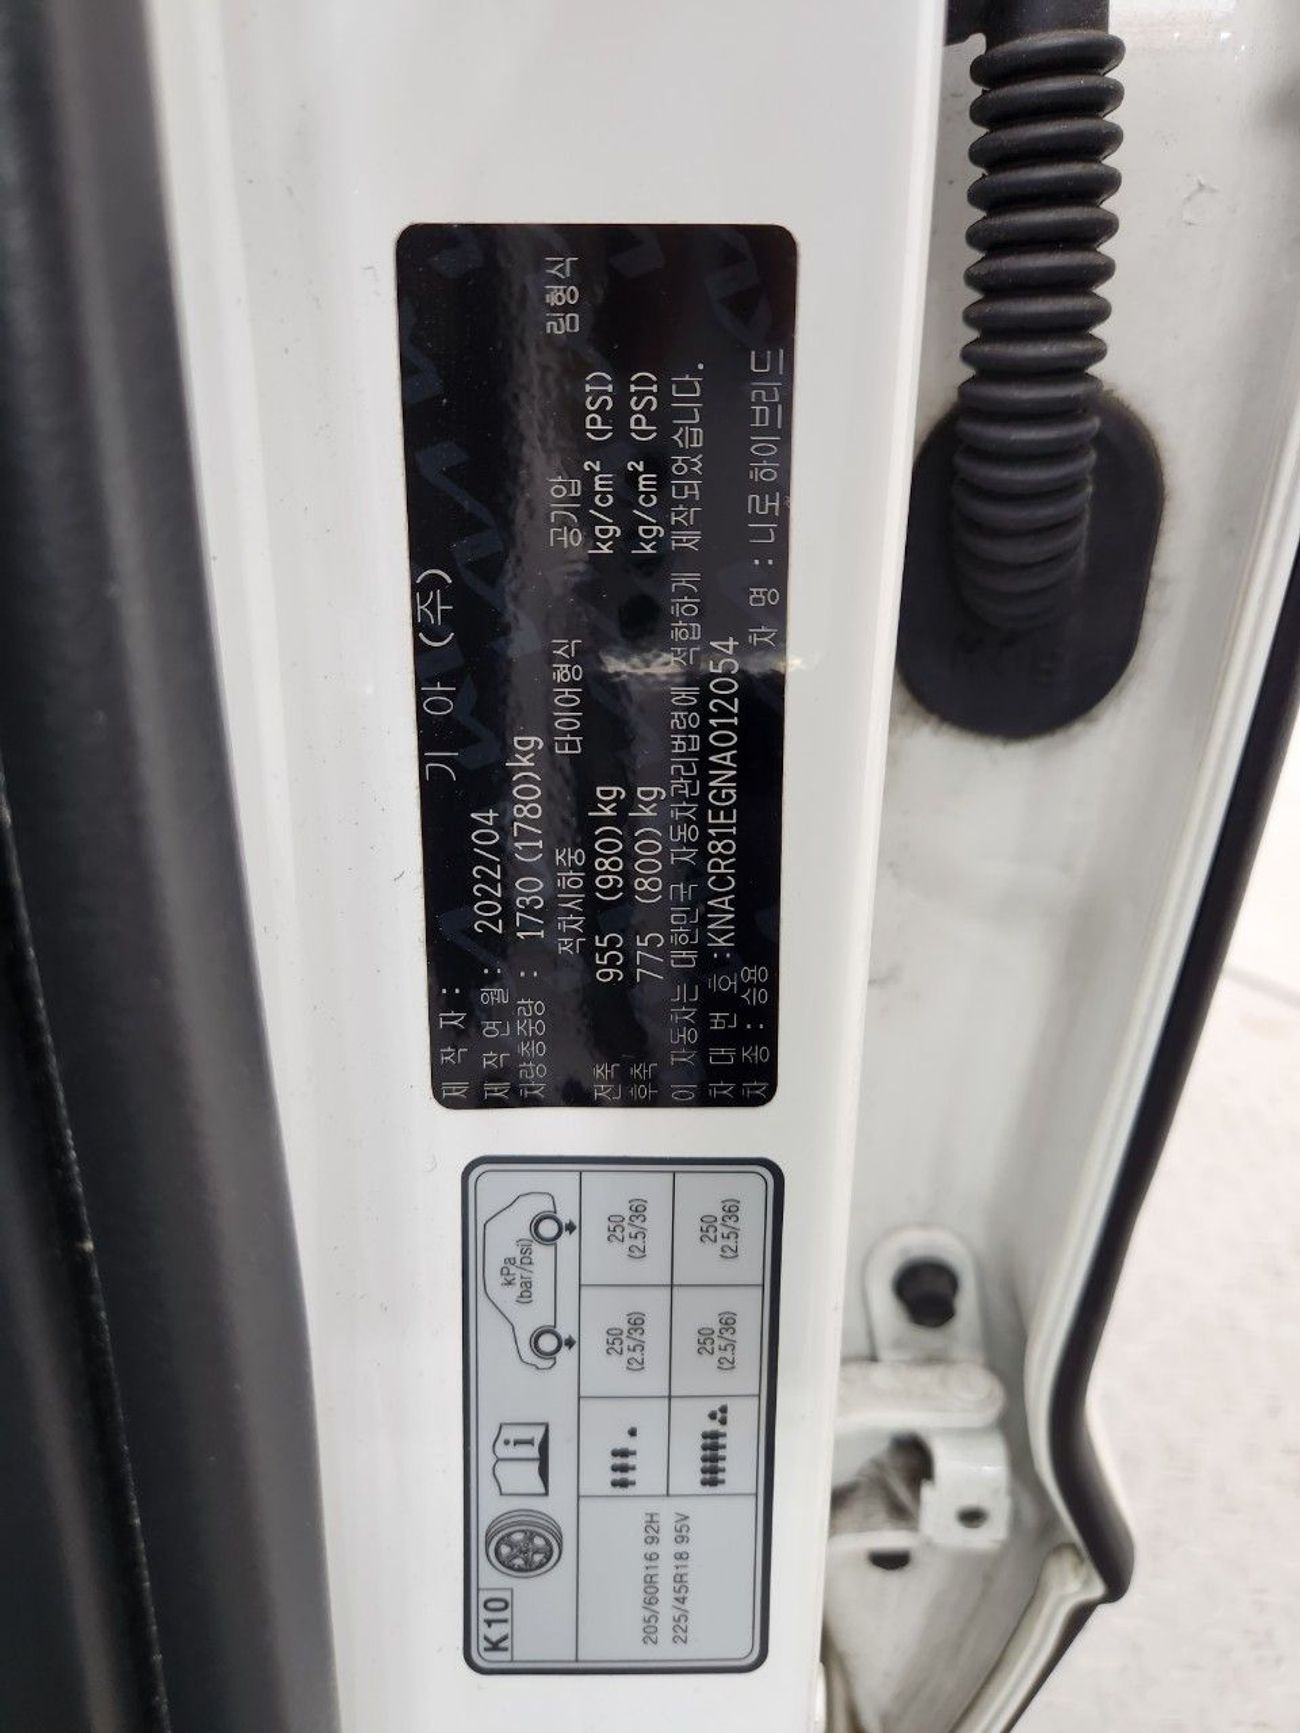 제 작 자 : 기 아 (주)
제 작 연 월 : 2022/04
차량총중량 : 1730 (1780)kg
적차시하중 타이어형식 공기압 림형식
전축 955 (980)kg kg/cm² (PSI)
후축 775 (800)kg kg/cm² (PSI)
이 자동차는 대한민국 자동차관리법령에 적합하게 제작되었습니다.
차 대 번 호 :KNACR81EGNA012054
차 종 : 승용 차 명 : 니로하이브리드
K10
i
kPa
(bar/psi)
205/60R16 92H
225/45R18 95V
250
(2.5/36)
250
(2.5/36)
250
(2.5/36)
250
(2.5/36)